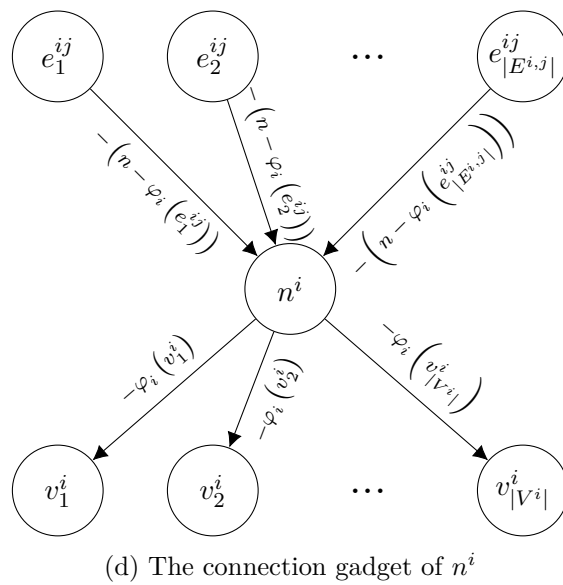 e_1^{ij} e_2^{ij} ... e_{|E^{i,j}|}^{ij}
−(n − φ_i(e_1^{ij}))
−(n − φ_i(e_2^{ij}))
−(n − φ_i(e_{|E^{i,j}|}^{ij}))
n^i
−φ_i(v_1^i)
−φ_i(v_2^i)
−φ_i(v_{|V^i|}^i)
v_1^i v_2^i ... v_{|V^i|}^i
(d) The connection gadget of n^i